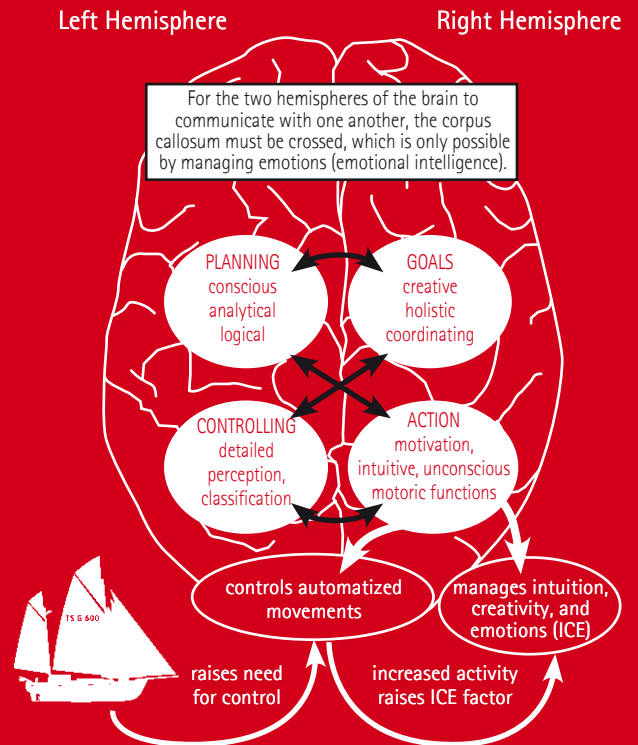 Left Hemisphere
Right Hemisphere
For the two hemispheres of the brain to
communicate with one another, the corpus
callosum must be crossed, which is only possible
by managing emotions (emotional intelligence).
PLANNING
conscious
analytical
logical
GOALS
creative
holistic
coordinating
CONTROLLING
detailed
perception,
classification
ACTION
motivation,
intuitive, unconscious
motoric functions
controls automatized
movements
manages intuition,
creativity, and
emotions (ICE)
TS G 600
raises need
for control
increased activity
raises ICE factor